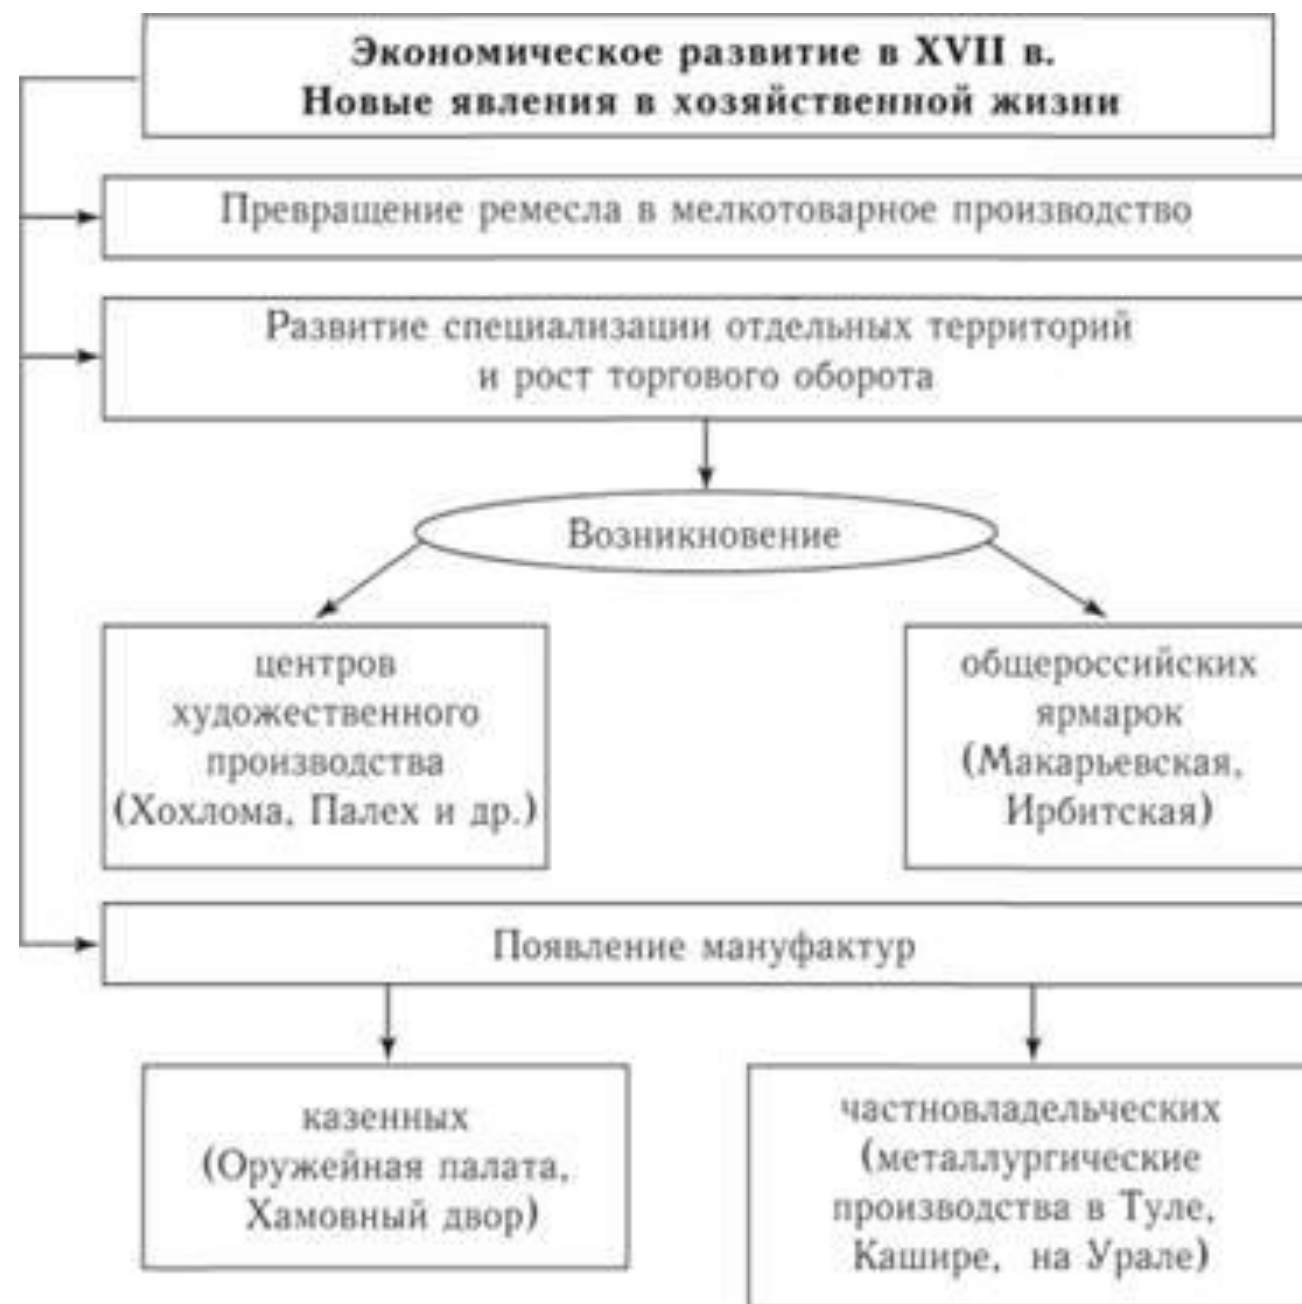 Экономическое развитие в XVII в.
Новые явления в хозяйственной жизни
Превращение ремесла в мелкотоварное производство
Развитие специализации отдельных территорий
и рост торгового оборота
Возникновение
центров
художественного
производства
(Хохлома, Палех и др.)
общероссийских
ярмарок
(Макарьевская,
Ирбитская)
Появление мануфактур
казенных
(Оружейная палата,
Хамовный двор)
частновладельческих
(металлургические
производства в Туле,
Кашире, на Урале)